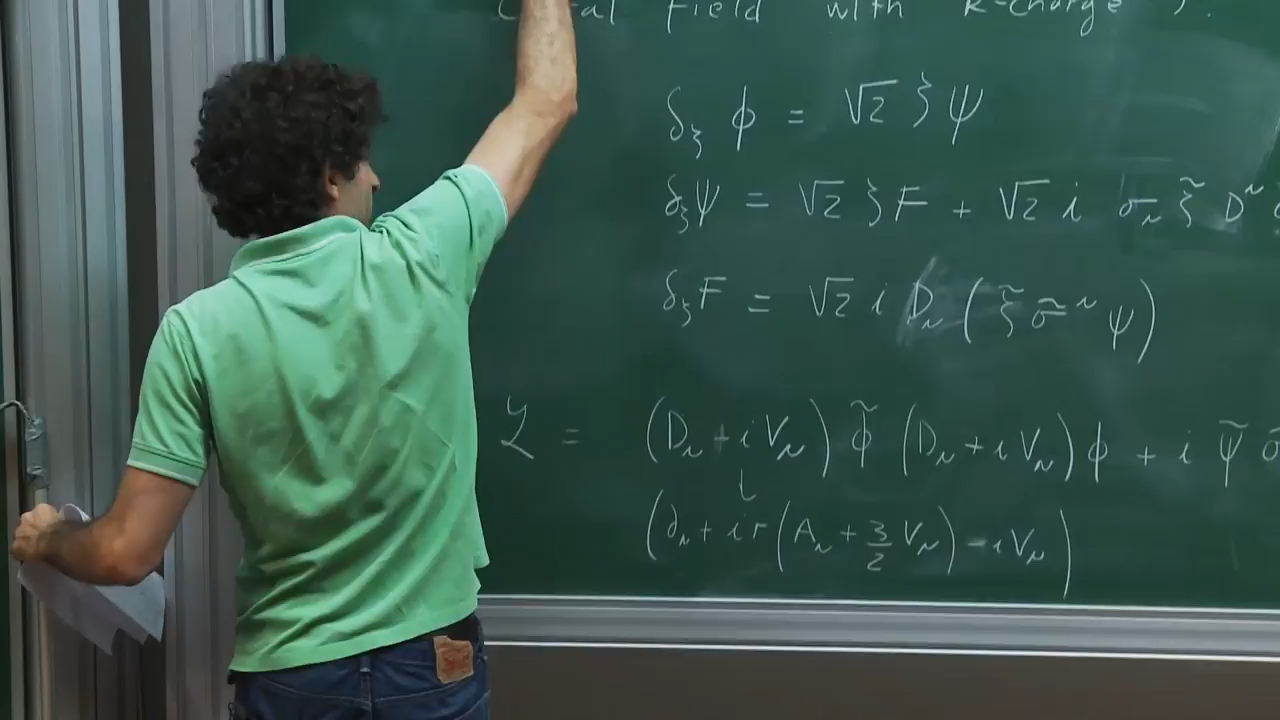 field with R-charge r.
δ_ξ ϕ = √2 ξ ψ
δ_ξ ψ = √2 ξ F + √2 i σ_μ ξ̃ D^μ
δ_ξ F = √2 i D_μ ( ξ̃ σ̃^μ ψ )
ℒ = (D_μ + i V_μ) ϕ̃ (D_μ + i V_μ) ϕ + i ψ̃ σ̃
(∂_μ + i r (A_μ + 3/2 V_μ) - i V_μ)